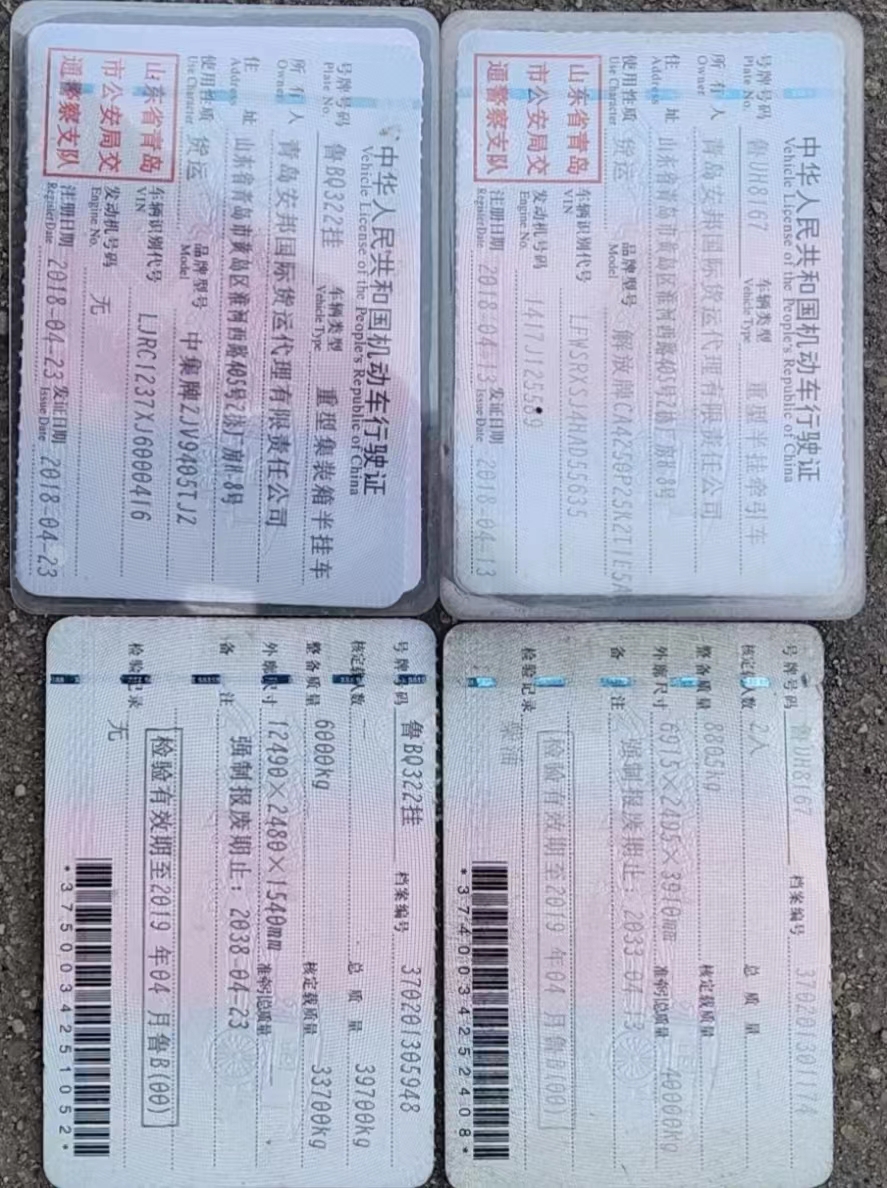 中华人民共和国机动车行驶证
Vehicle License of the People's Republic of China
号牌号码 鲁BQ322挂 车辆类型 重型集装箱半挂车
Plate No. Vehicle Type
所有人 青岛安邦国际货运代理有限责任公司
Owner
住址 山东省青岛市黄岛区淮河西路405号2栋厂房8-8号
Address
使用性质 货运 品牌型号 中集牌ZJV9405TJZ
Use Character Model
山东省青岛
市公安局交
通警察支队
车辆识别代号 LJRC1237XJ6000416
VIN
发动机号码 无
Engine No.
注册日期 2018-04-23 发证日期 2018-04-23
Register Date Issue Date
中华人民共和国机动车行驶证
Vehicle License of the People's Republic of China
号牌号码 鲁UH8167 车辆类型 重型半挂牵引车
Plate No. Vehicle Type
所有人 青岛安邦国际货运代理有限责任公司
Owner
住址 山东省青岛市黄岛区淮河西路405号2栋厂房8-8号
Address
使用性质 货运 品牌型号
Use Character Model
山东省青岛
市公安局交
通警察支队
车辆识别代号
VIN
发动机号码
Engine No.
注册日期 2018-04-13 发证日期 2018-04-13
Register Date Issue Date
号牌号码 鲁BQ322挂 档案编号 370201305948
核定载人数 — 总质量 39700kg
整备质量 6000kg 核定载质量 33700kg
外廓尺寸 12490×2480×1540mm 准牵引总质量 —
备注 强制报废期止：2038-04-23
检验有效期至2019年04月鲁B(00)
检验记录
无
*3750034251052*
号牌号码 鲁UH8167 档案编号 370201301174
核定载人数 2人 总质量
整备质量 8805kg 核定载质量
外廓尺寸 6915×2495×3910mm 准牵引总质量 40000kg
备注 强制报废期止：2033-04-13
检验有效期至2019年04月鲁B(00)
检验记录
柴油
*3740034252408*